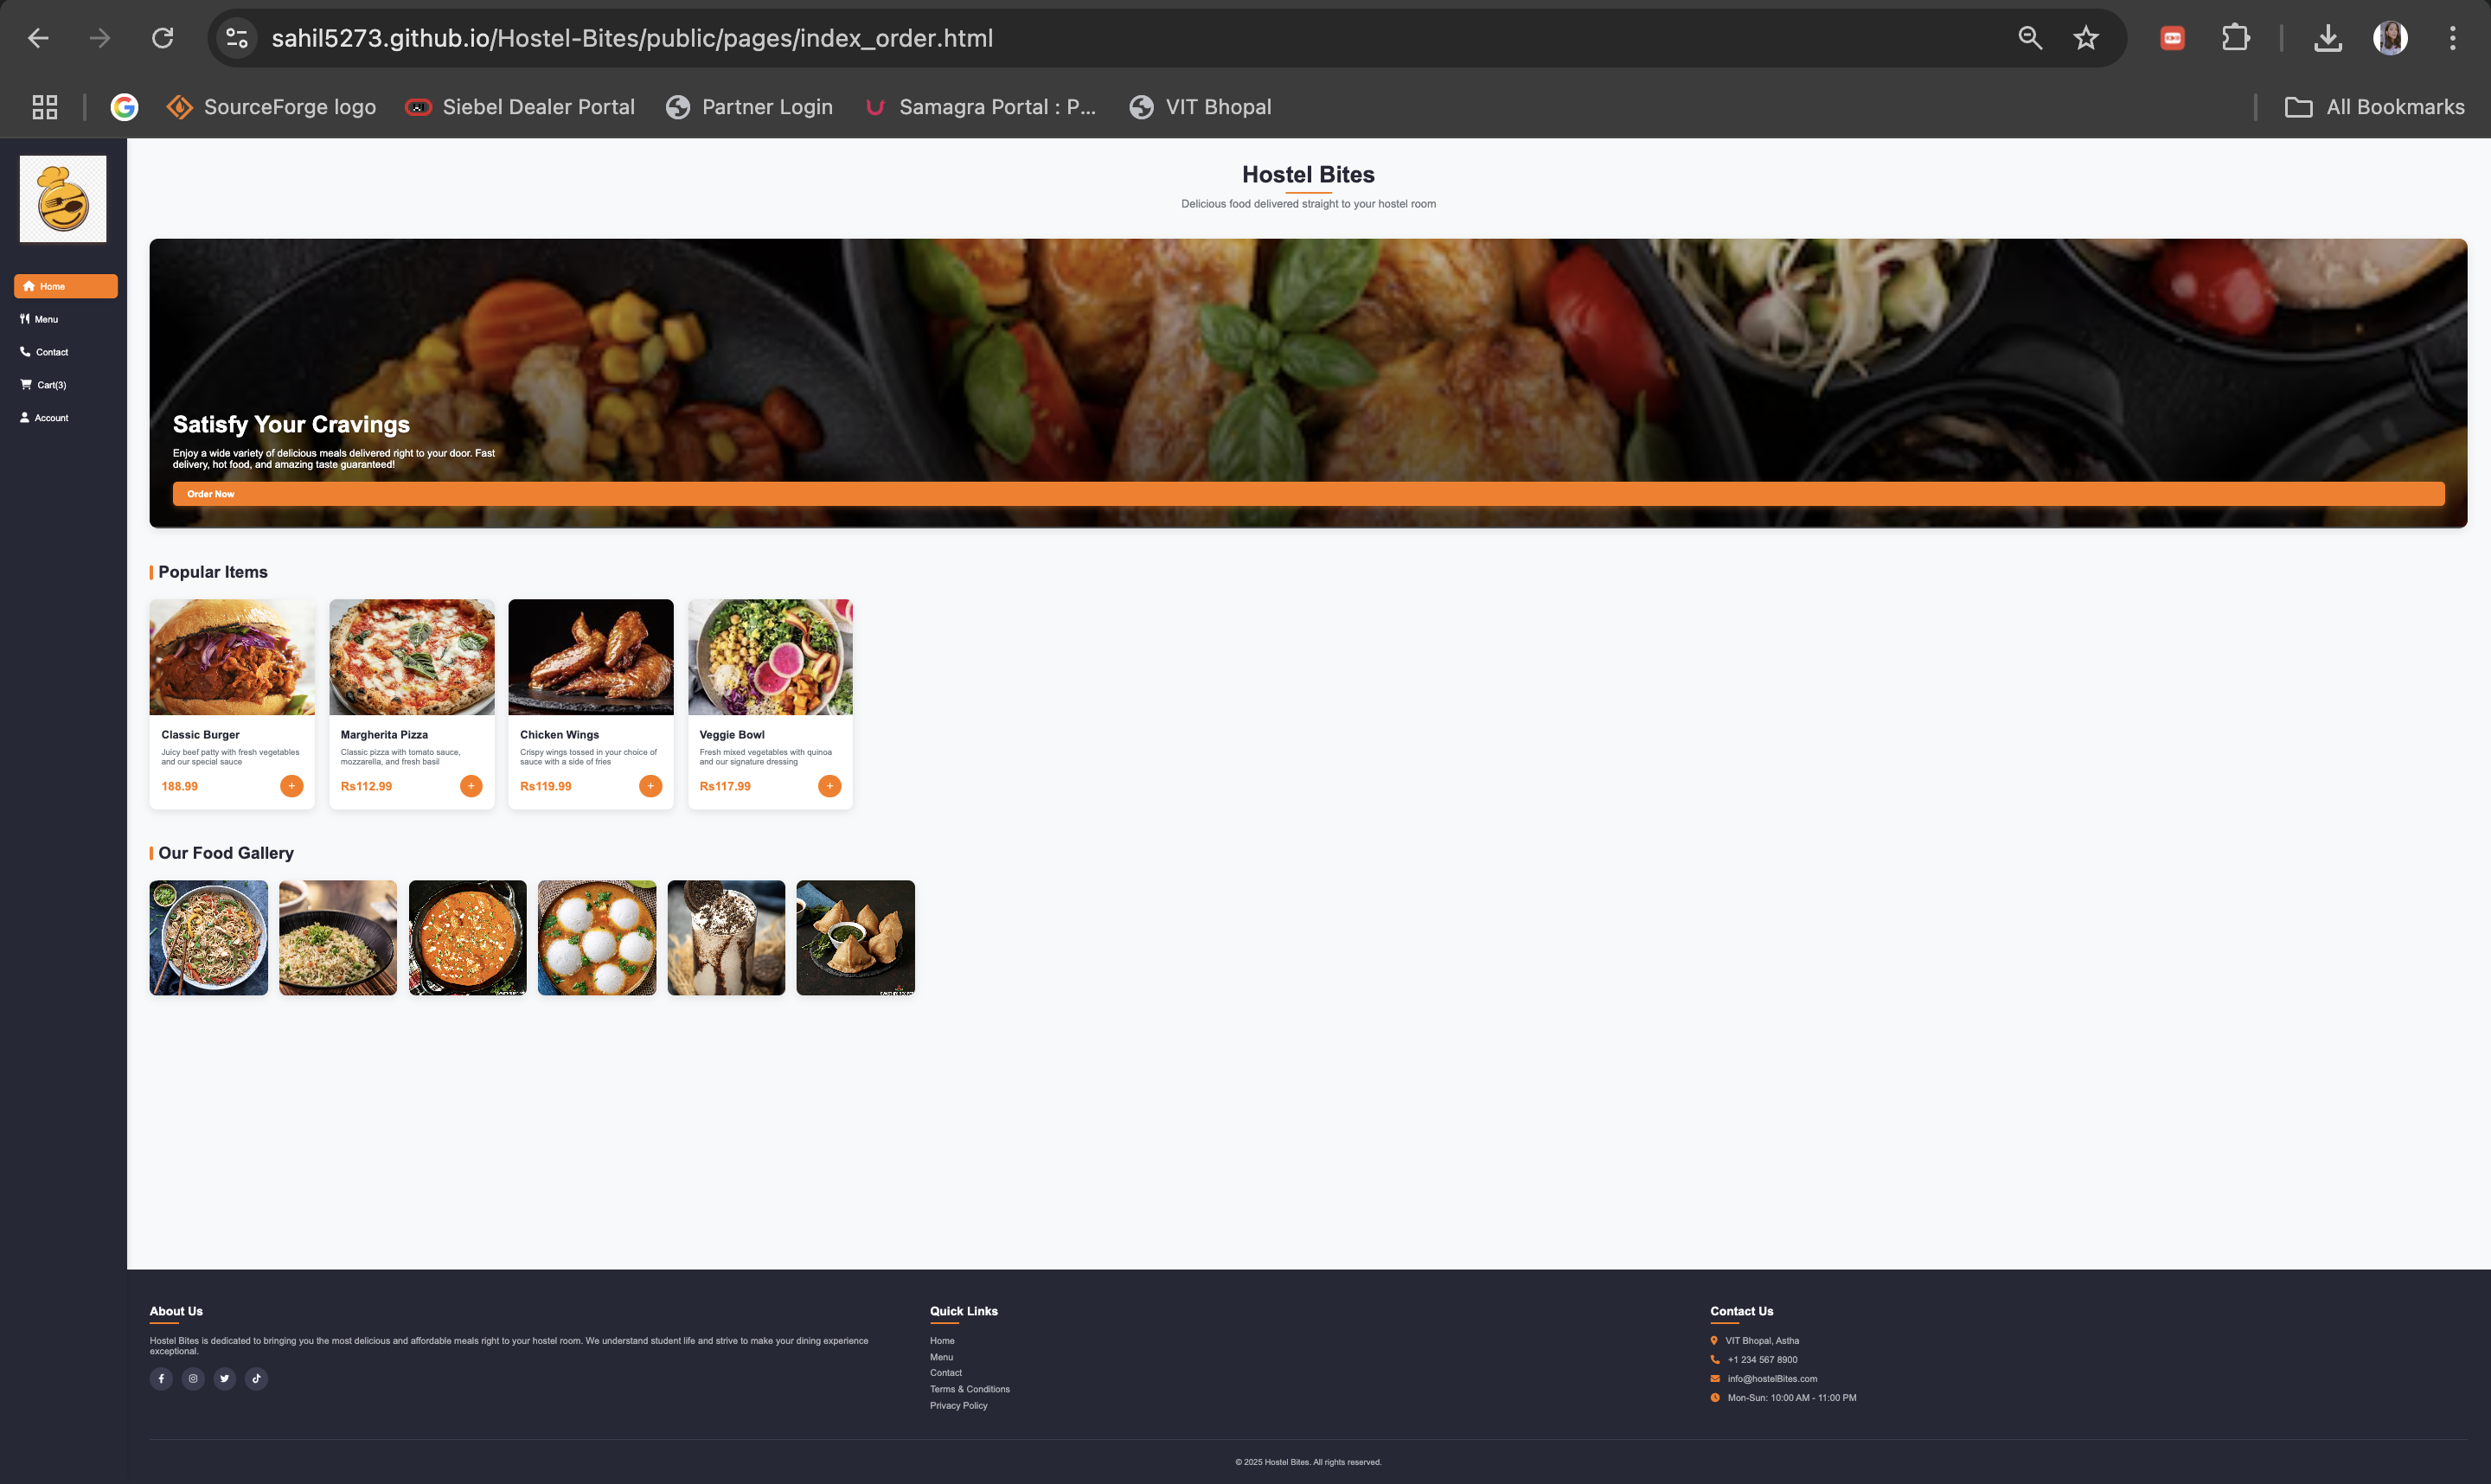 sahil5273.github.io/Hostel-Bites/public/pages/index_order.html
SourceForge logo
Siebel Dealer Portal
Partner Login
Samagra Portal : P...
VIT Bhopal
All Bookmarks
Home
Menu
Contact
Cart(3)
Account
Hostel Bites
Delicious food delivered straight to your hostel room
Satisfy Your Cravings
Enjoy a wide variety of delicious meals delivered right to your door. Fast
delivery, hot food, and amazing taste guaranteed!
Order Now
Popular Items
Classic Burger
Juicy beef patty with fresh vegetables
and our special sauce
188.99
+
Margherita Pizza
Classic pizza with tomato sauce,
mozzarella, and fresh basil
Rs112.99
+
Chicken Wings
Crispy wings tossed in your choice of
sauce with a side of fries
Rs119.99
+
Veggie Bowl
Fresh mixed vegetables with quinoa
and our signature dressing
Rs117.99
+
Our Food Gallery
About Us
Hostel Bites is dedicated to bringing you the most delicious and affordable meals right to your hostel room. We understand student life and strive to make your dining experience
exceptional.
Quick Links
Home
Menu
Contact
Terms & Conditions
Privacy Policy
Contact Us
VIT Bhopal, Astha
+1 234 567 8900
info@hostelBites.com
Mon-Sun: 10:00 AM - 11:00 PM
© 2025 Hostel Bites. All rights reserved.